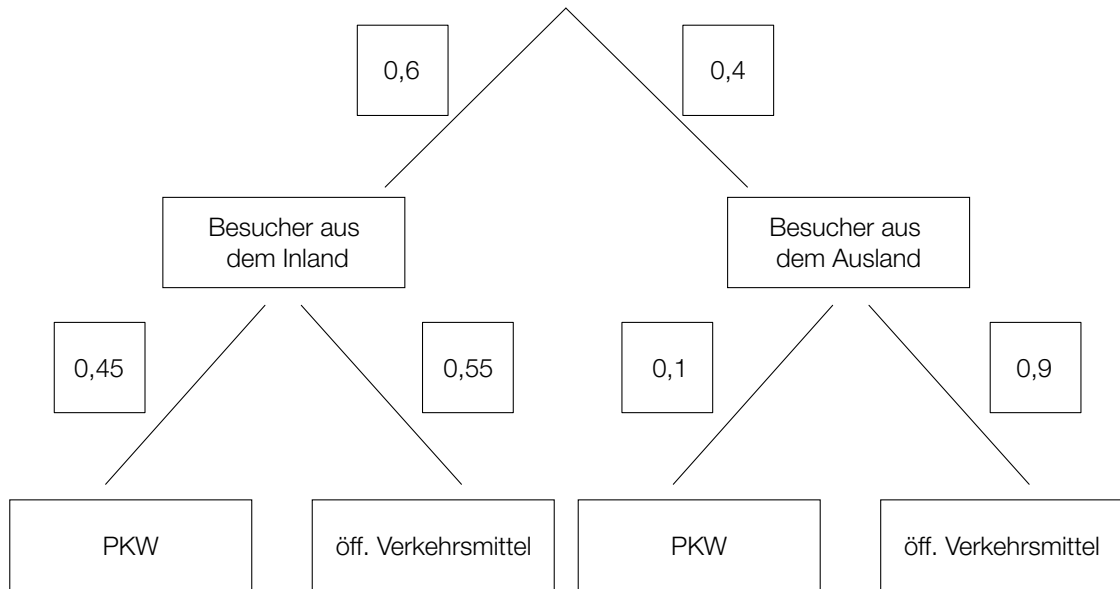 0,6
0,4
Besucher aus
dem Inland
Besucher aus
dem Ausland
0,45
0,55
0,1
0,9
PKW
öff. Verkehrsmittel
PKW
öff. Verkehrsmittel